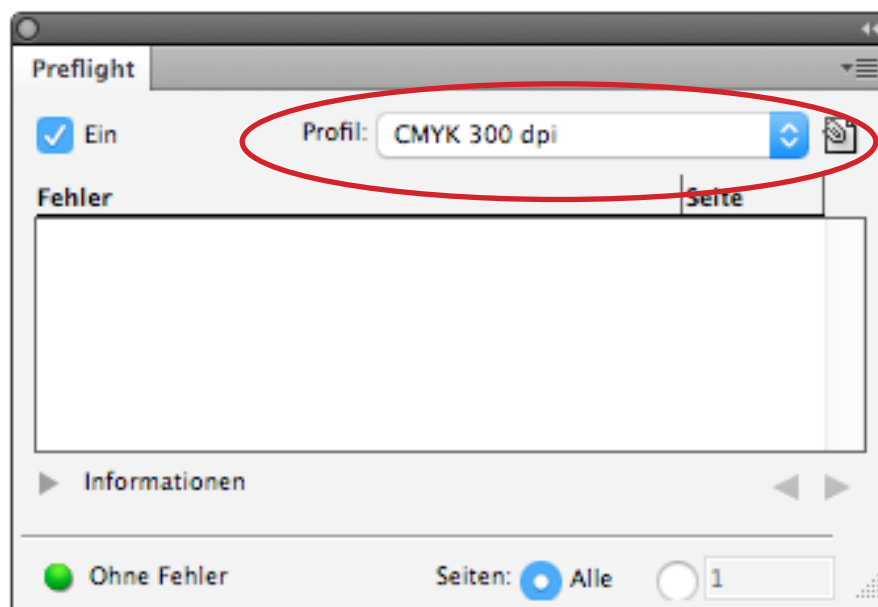 Preflight
Ein Profil: CMYK 300 dpi
Fehler Seite
Informationen
Ohne Fehler Seiten: Alle 1